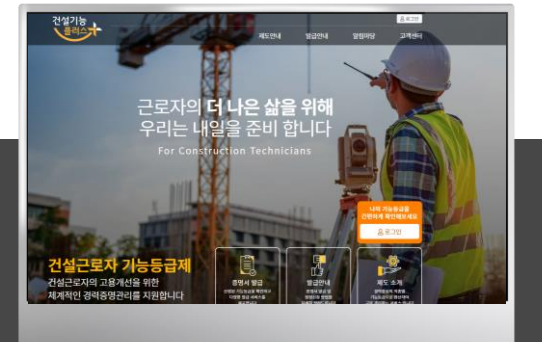 건설기능
플러스
로그인
제도안내 발급안내 알림마당 고객센터
근로자의 더 나은 삶을 위해
우리는 내일을 준비 합니다
For Construction Technicians
나의 기능등급을
간편하게 확인해보세요
로그인
건설근로자 기능등급제
건설근로자의 고용개선을 위한
체계적인 경력증명관리를 지원합니다
증명서 발급 발급안내 제도 소개